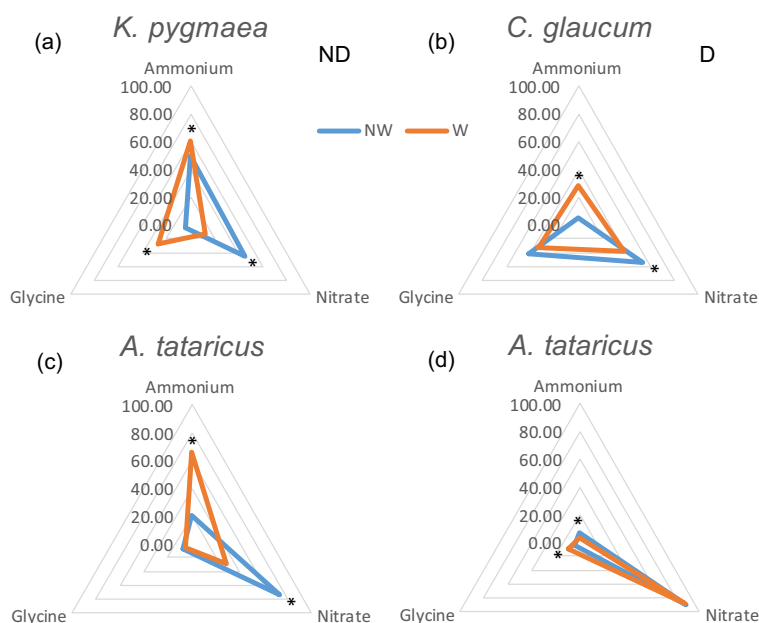 (a) K. pygmaea ND
(b) C. glaucum D
Ammonium
100.00
80.00
60.00
40.00
20.00
0.00
Glycine
Nitrate
*
*
*
NW W
Ammonium
100.00
80.00
60.00
40.00
20.00
0.00
Glycine
Nitrate
*
*
(c) A. tataricus
Ammonium
100.00
80.00
60.00
40.00
20.00
0.00
Glycine
Nitrate
*
*
(d) A. tataricus
Ammonium
100.00
80.00
60.00
40.00
20.00
0.00
Glycine
Nitrate
*
*